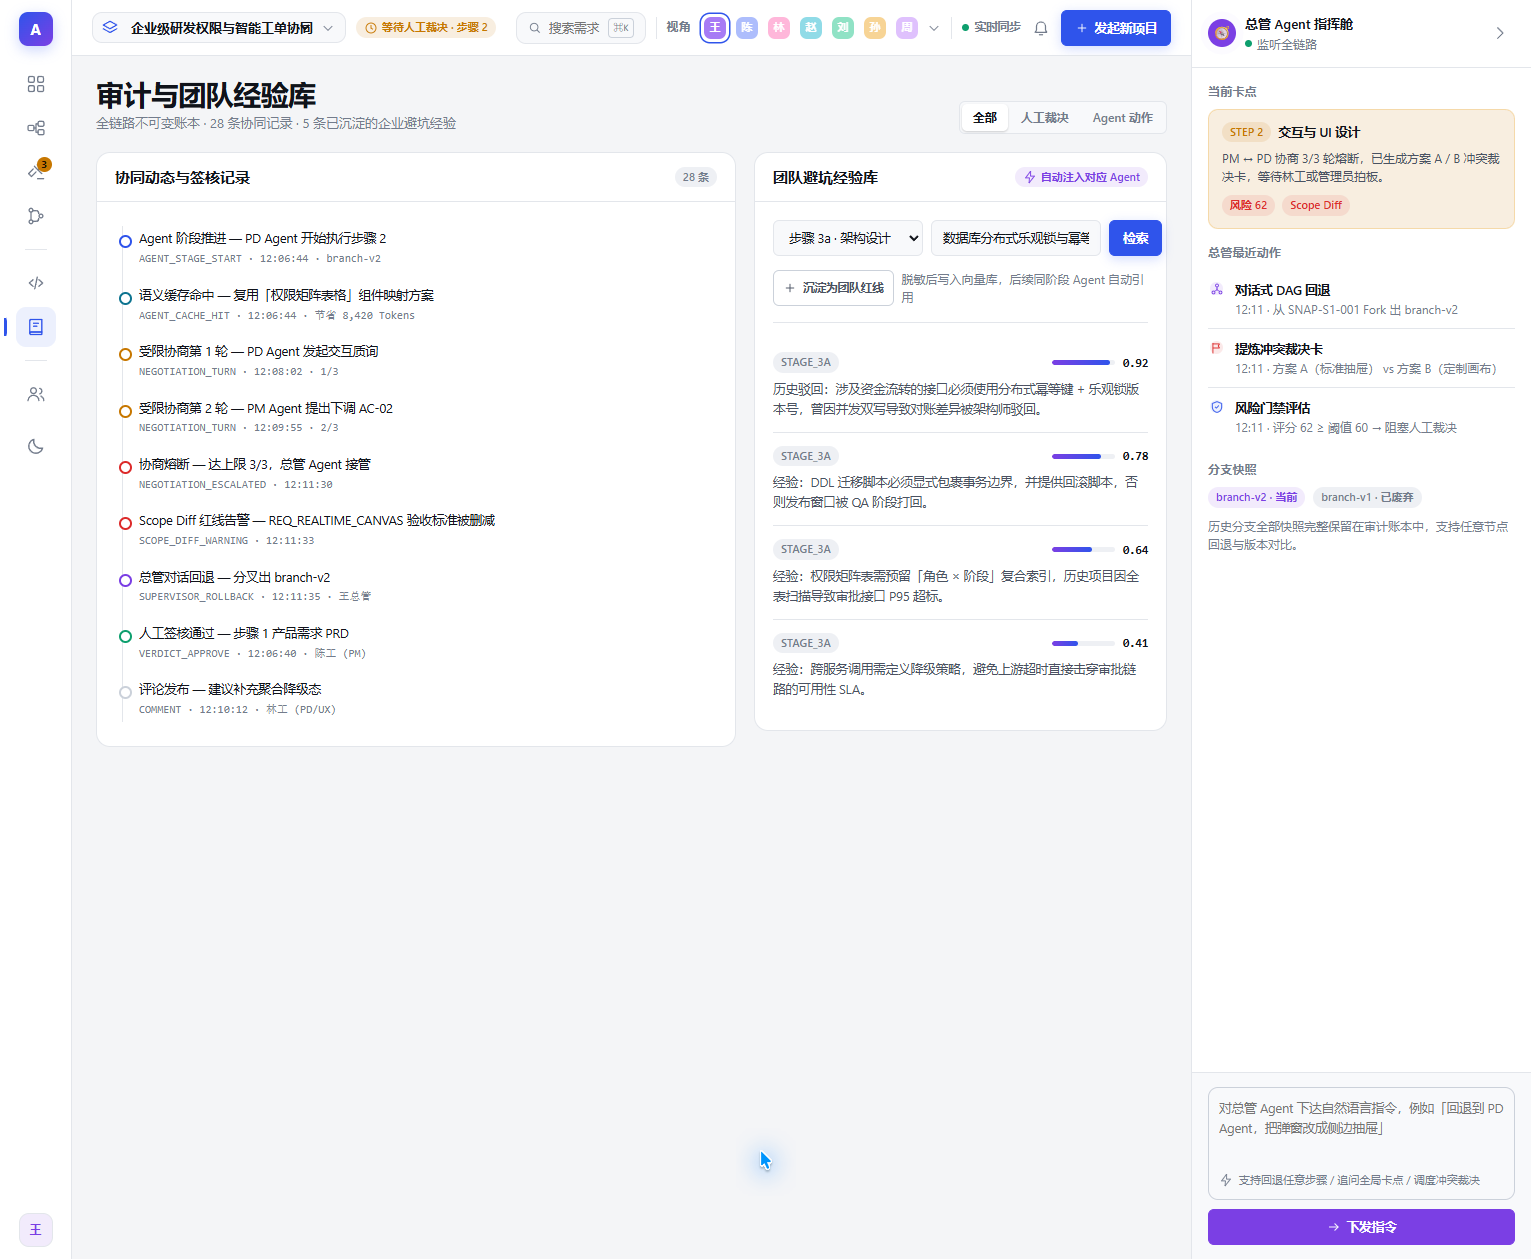 A
企业级研发权限与智能工单协同
等待人工裁决 · 步骤 2
搜索需求
⌘K
视角
王
陈
林
赵
刘
孙
周
实时同步
+ 发起新项目
3
王
审计与团队经验库
全链路不可变账本 · 28 条协同记录 · 5 条已沉淀的企业避坑经验
全部
人工裁决
Agent 动作
协同动态与签核记录
28 条
Agent 阶段推进 — PD Agent 开始执行步骤 2
AGENT_STAGE_START · 12:06:44 · branch-v2
语义缓存命中 — 复用「权限矩阵表格」组件映射方案
AGENT_CACHE_HIT · 12:06:44 · 节省 8,420 Tokens
受限协商第 1 轮 — PD Agent 发起交互质询
NEGOTIATION_TURN · 12:08:02 · 1/3
受限协商第 2 轮 — PM Agent 提出下调 AC-02
NEGOTIATION_TURN · 12:09:55 · 2/3
协商熔断 — 达上限 3/3，总管 Agent 接管
NEGOTIATION_ESCALATED · 12:11:30
Scope Diff 红线告警 — REQ_REALTIME_CANVAS 验收标准被删减
SCOPE_DIFF_WARNING · 12:11:33
总管对话回退 — 分叉出 branch-v2
SUPERVISOR_ROLLBACK · 12:11:35 · 王总管
人工签核通过 — 步骤 1 产品需求 PRD
VERDICT_APPROVE · 12:06:40 · 陈工 (PM)
评论发布 — 建议补充聚合降级态
COMMENT · 12:10:12 · 林工 (PD/UX)
团队避坑经验库
自动注入对应 Agent
步骤 3a · 架构设计
数据库分布式乐观锁与幂等
检索
+ 沉淀为团队红线
脱敏后写入向量库，后续同阶段 Agent 自动引
用
STAGE_3A
0.92
历史驳回：涉及资金流转的接口必须使用分布式幂等键 + 乐观锁版
本号，曾因并发双写导致对账差异被架构师驳回。
STAGE_3A
0.78
经验：DDL 迁移脚本必须显式包裹事务边界，并提供回滚脚本，否
则发布窗口被 QA 阶段打回。
STAGE_3A
0.64
经验：权限矩阵表需预留「角色 × 阶段」复合索引，历史项目因全
表扫描导致审批接口 P95 超标。
STAGE_3A
0.41
经验：跨服务调用需定义降级策略，避免上游超时直接击穿审批链
路的可用性 SLA。
总管 Agent 指挥舱
监听全链路
当前卡点
STEP 2
交互与 UI 设计
PM ↔ PD 协商 3/3 轮熔断，已生成方案 A / B 冲突裁
决卡，等待林工或管理员拍板。
风险 62
Scope Diff
总管最近动作
对话式 DAG 回退
12:11 · 从 SNAP-S1-001 Fork 出 branch-v2
提炼冲突裁决卡
12:11 · 方案 A（标准抽屉） vs 方案 B（定制画布）
风险门禁评估
12:11 · 评分 62 ≥ 阈值 60 → 阻塞人工裁决
分支快照
branch-v2 · 当前
branch-v1 · 已废弃
历史分支全部快照完整保留在审计账本中，支持任意节点
回退与版本对比。
对总管 Agent 下达自然语言指令，例如「回退到 PD
Agent，把弹窗改成侧边抽屉」
支持回退任意步骤 / 追问全局卡点 / 调度冲突裁决
→ 下发指令